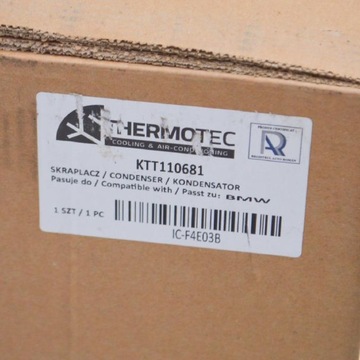 THERMOTEC
COOLING & AIR-CONDITIONING
KTT110681
SKRAPLACZ / CONDENSER / KONDENSATOR
Pasuje do / Compatible with / Passt zu: BMW
1 SZT / 1 PC
IC-F4E03B